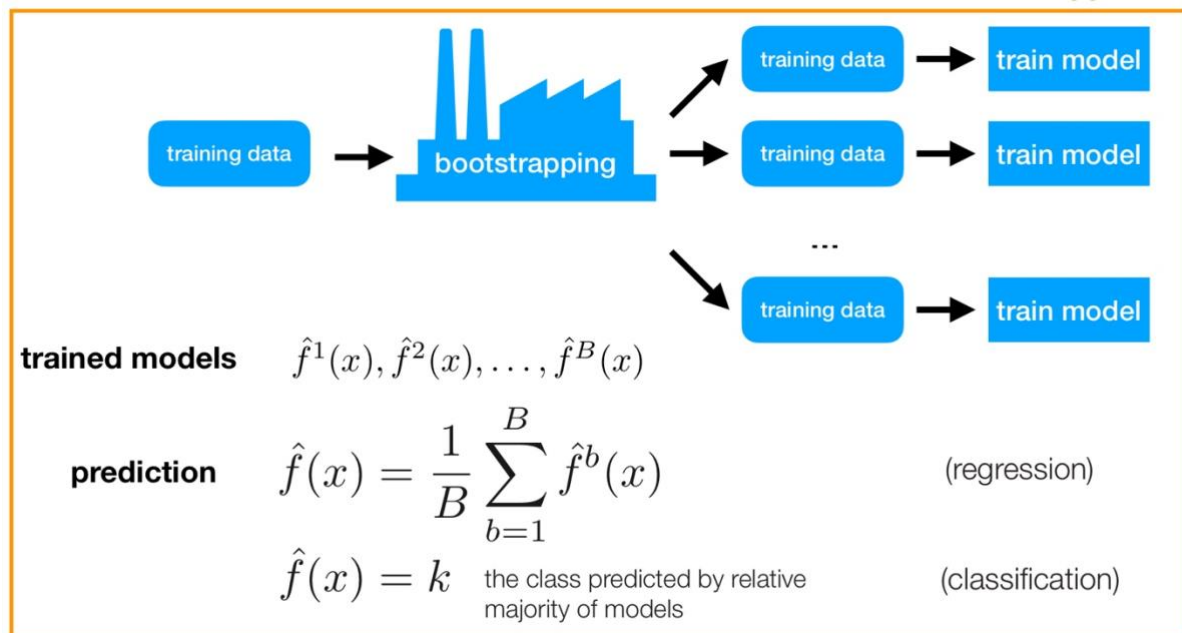 training data
train model
training data
bootstrapping
training data
train model
...
training data
train model
trained models f̂¹(x), f̂²(x), . . . , f̂ᴮ(x)
prediction f̂(x) = 1/B ∑_{b=1}^{B} f̂ᵇ(x) (regression)
f̂(x) = k the class predicted by relative (classification)
majority of models